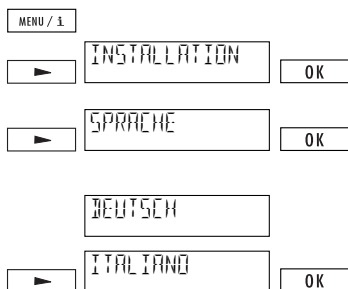 MENU / i
INSTALLATION
OK
SPRACHE
OK
DEUTSCH
ITALIANO
OK